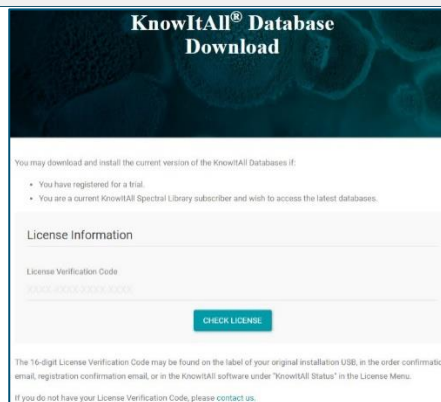 KnowItAll® Database
Download
You may download and install the current version of the KnowItAll Databases if:
• You have registered for a trial.
• You are a current KnowItAll Spectral Library subscriber and wish to access the latest databases.
License Information
License Verification Code
XXXX-XXXX-XXXX-XXXX
CHECK LICENSE
The 16-digit License Verification Code may be found on the label of your original installation USB, in the order confirmatio
email, registration confirmation email, or in the KnowItAll software under "KnowItAll Status" in the License Menu.
If you do not have your License Verification Code, please contact us.